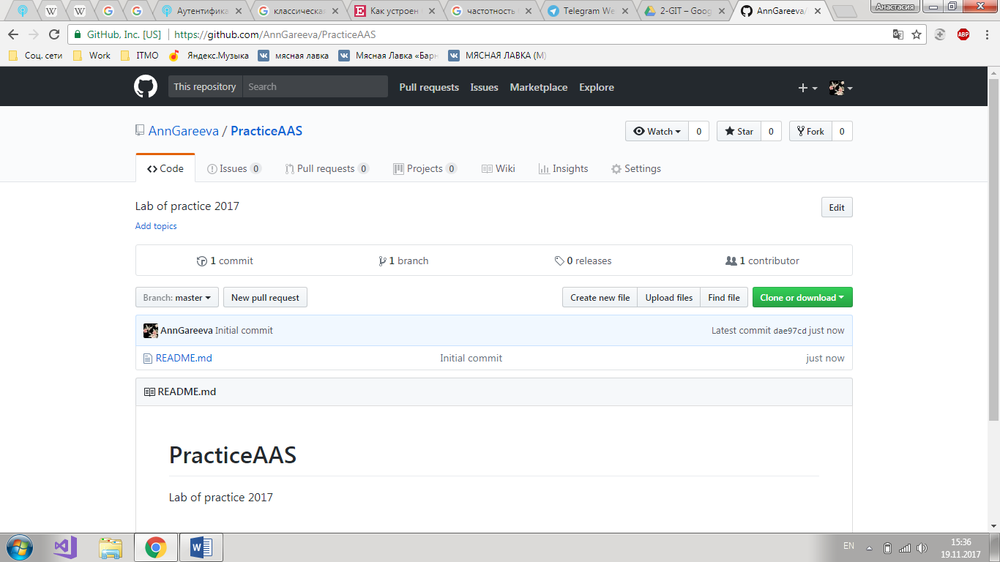 Аутентифика
классическа
Как устроен
частотность
Telegram We
2-GIT – Goog
AnnGareeva/
Анастасия
GitHub, Inc. [US] https://github.com/AnnGareeva/PracticeAAS
Соц. сети Work ITMO Яндекс.Музыка мясная лавка Мясная Лавка «Барн МЯСНАЯ ЛАВКА (М)
This repository Search Pull requests Issues Marketplace Explore
AnnGareeva / PracticeAAS Watch 0 Star 0 Fork 0
Code Issues 0 Pull requests 0 Projects 0 Wiki Insights Settings
Lab of practice 2017 Edit
Add topics
1 commit 1 branch 0 releases 1 contributor
Branch: master New pull request Create new file Upload files Find file Clone or download
AnnGareeva Initial commit Latest commit dae97cd just now
README.md Initial commit just now
README.md
PracticeAAS
Lab of practice 2017
EN 15:36
19.11.2017